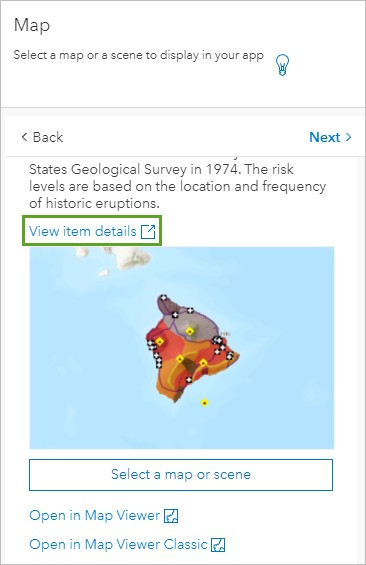 Map
Select a map or a scene to display in your app
Back
Next
States Geological Survey in 1974. The risk
levels are based on the location and frequency
of historic eruptions.
View item details
Select a map or scene
Open in Map Viewer
Open in Map Viewer Classic